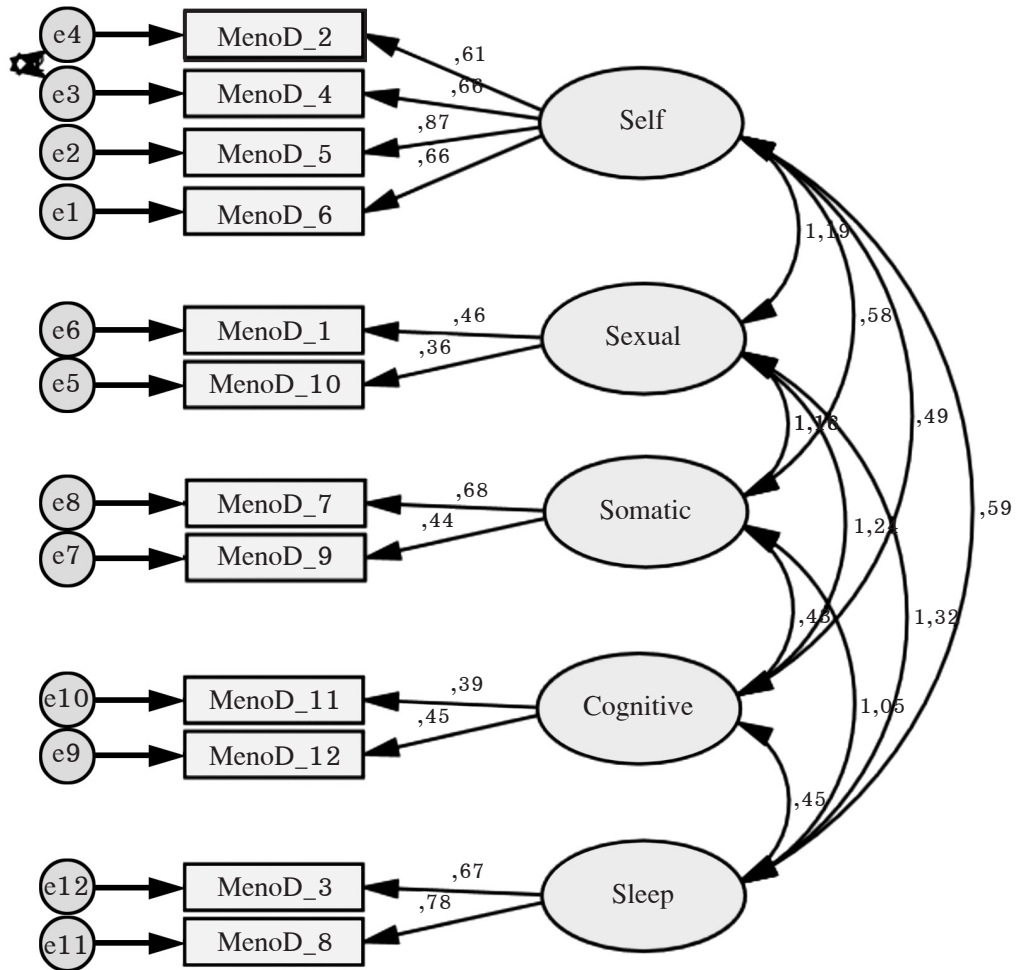 e4 MenoD_2
,61
e3 MenoD_4
,66
Self
e2 MenoD_5
,87
e1 MenoD_6
,66
1,19
e6 MenoD_1
,46
,58
Sexual
e5 MenoD_10
,36
,49
e8 MenoD_7
,68
Somatic
,59
e7 MenoD_9
,44
1,32
e10 MenoD_11
,39
Cognitive
1,05
e9 MenoD_12
,45
,45
e12 MenoD_3
,67
Sleep
e11 MenoD_8
,78